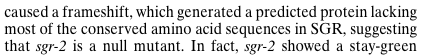 caused a frameshift, which generated a predicted protein lacking
most of the conserved amino acid sequences in SGR, suggesting
that sgr-2 is a null mutant. In fact, sgr-2 showed a stay-green